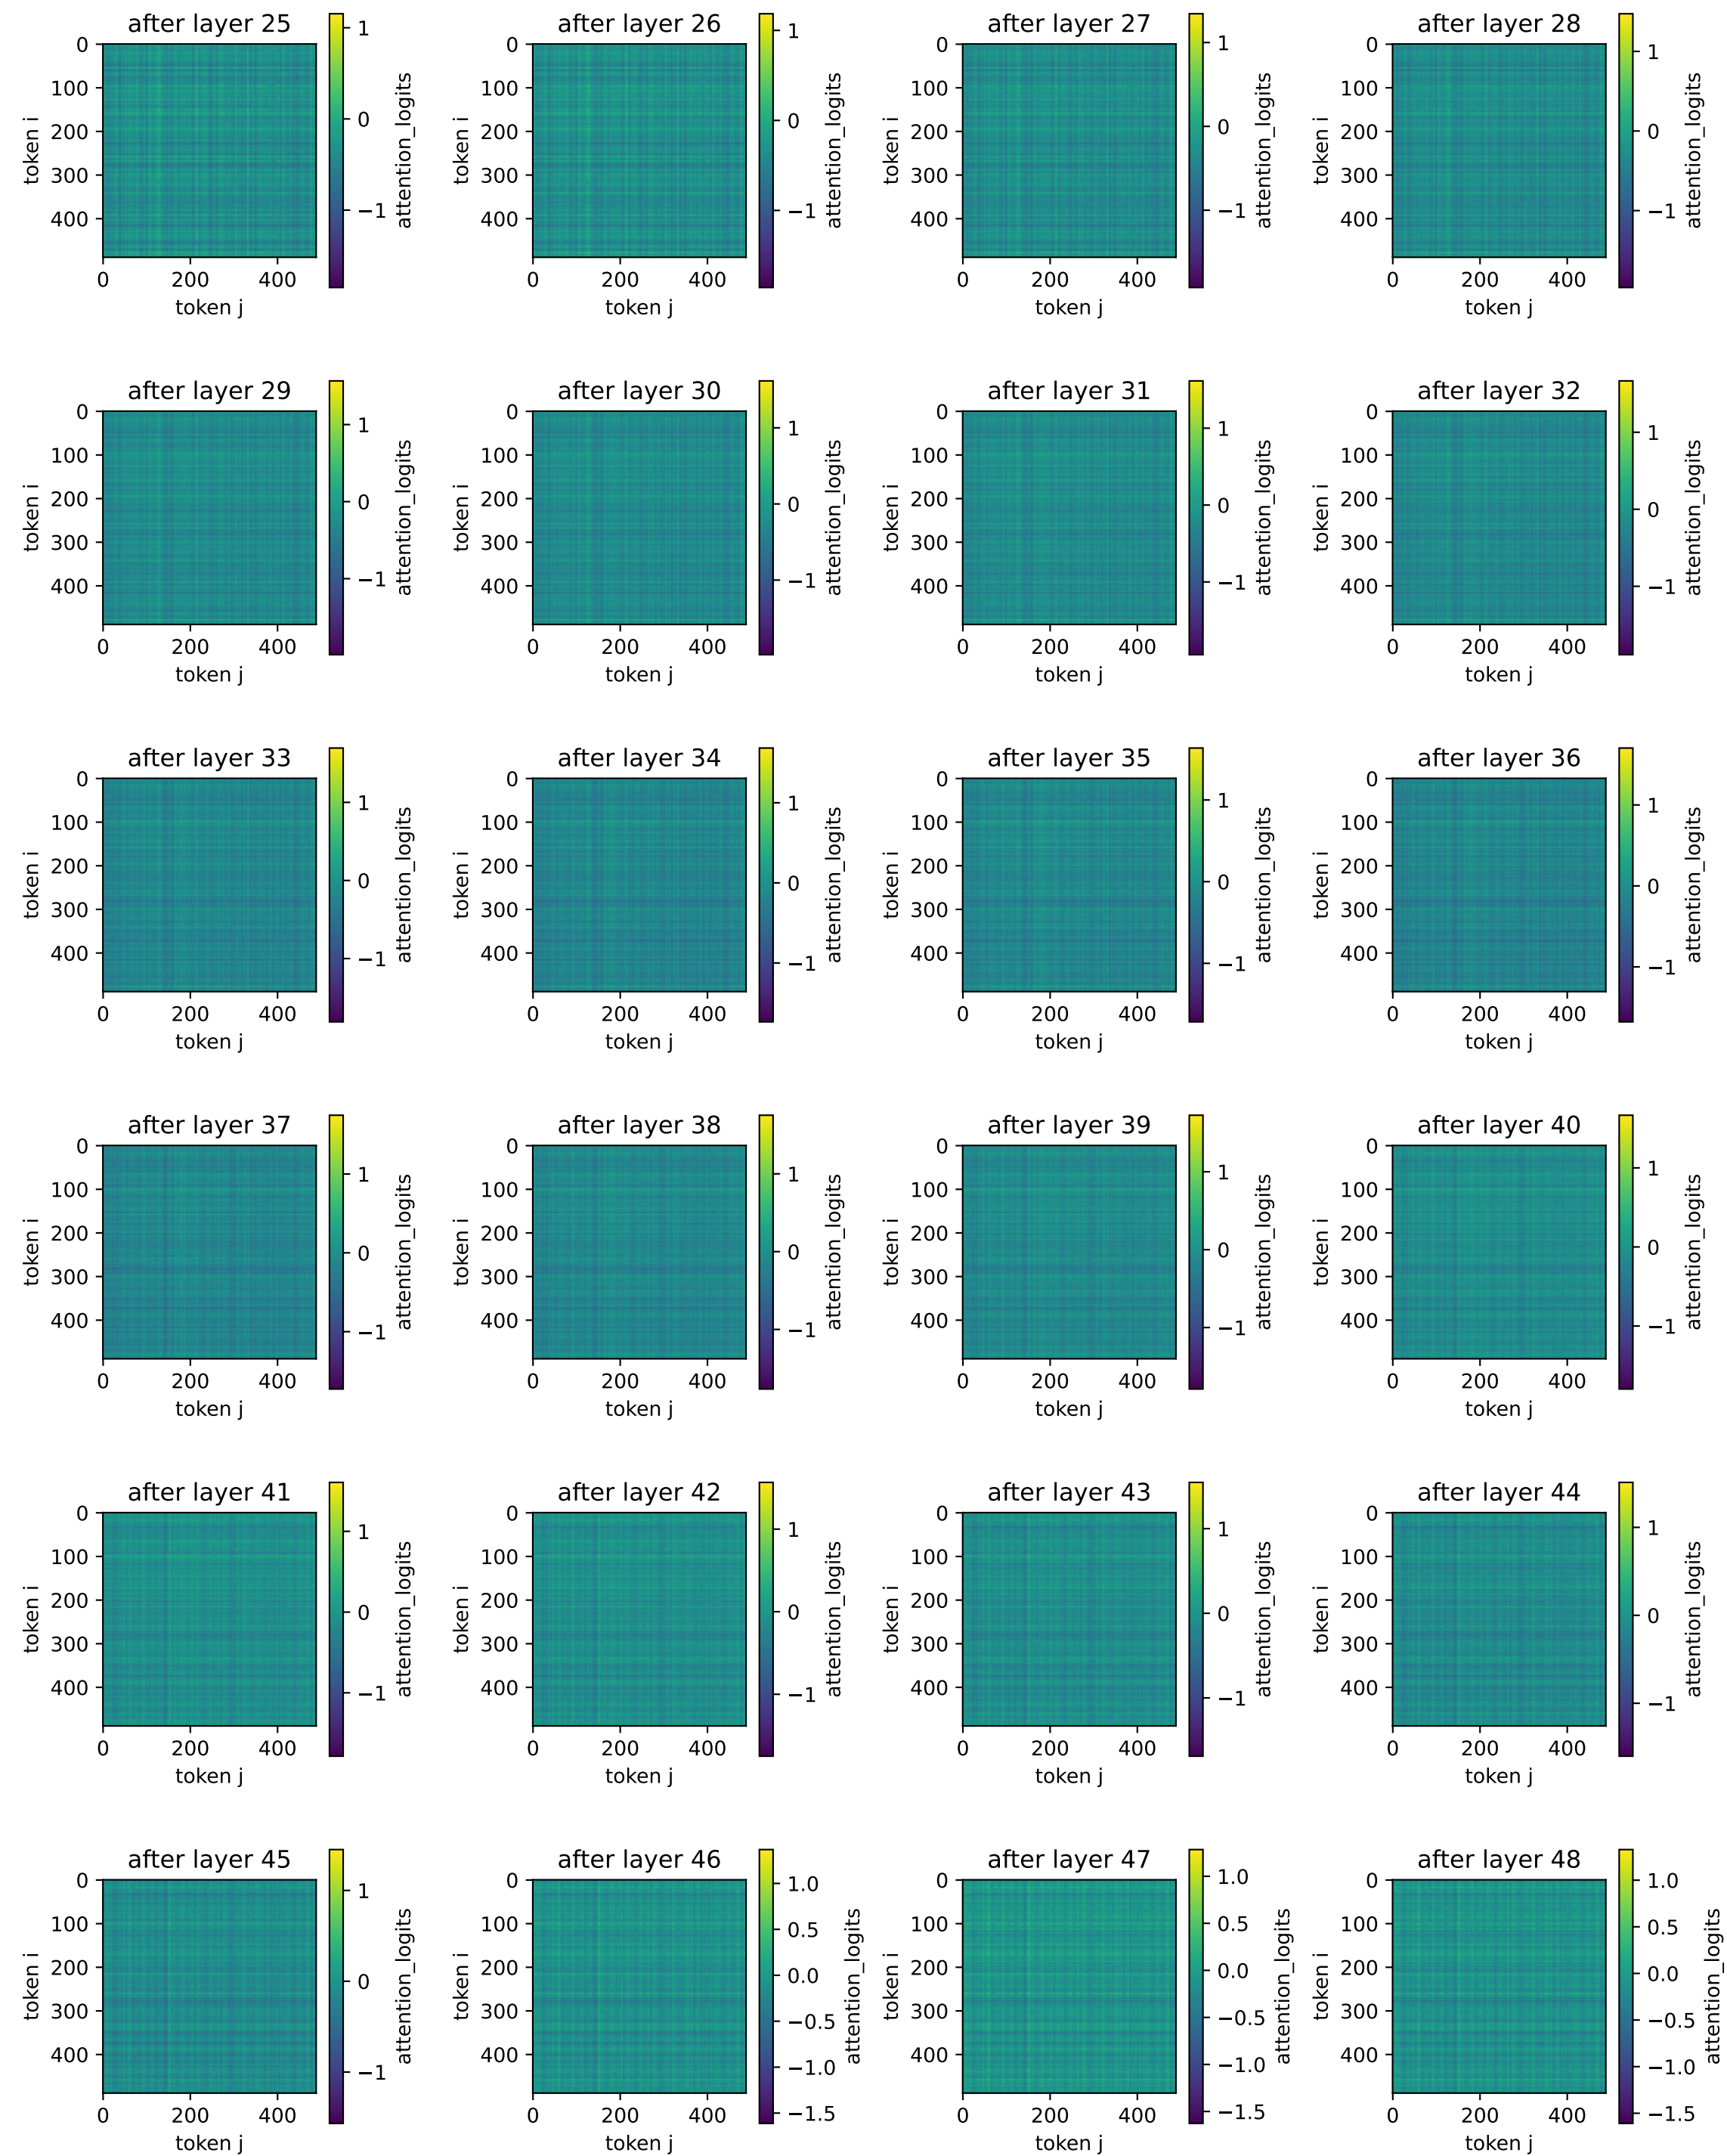 after layer 25
after layer 26
after layer 27
after layer 28
0
100
200
300
400
token i
0 200 400
token j
1
0
−1
attention_logits
0
100
200
300
400
token i
0 200 400
token j
1
0
−1
attention_logits
0
100
200
300
400
token i
0 200 400
token j
1
0
−1
attention_logits
0
100
200
300
400
token i
0 200 400
token j
1
0
−1
attention_logits
after layer 29
after layer 30
after layer 31
after layer 32
0
100
200
300
400
token i
0 200 400
token j
1
0
−1
attention_logits
0
100
200
300
400
token i
0 200 400
token j
1
0
−1
attention_logits
0
100
200
300
400
token i
0 200 400
token j
1
0
−1
attention_logits
0
100
200
300
400
token i
0 200 400
token j
1
0
−1
attention_logits
after layer 33
after layer 34
after layer 35
after layer 36
0
100
200
300
400
token i
0 200 400
token j
1
0
−1
attention_logits
0
100
200
300
400
token i
0 200 400
token j
1
0
−1
attention_logits
0
100
200
300
400
token i
0 200 400
token j
1
0
−1
attention_logits
0
100
200
300
400
token i
0 200 400
token j
1
0
−1
attention_logits
after layer 37
after layer 38
after layer 39
after layer 40
0
100
200
300
400
token i
0 200 400
token j
1
0
−1
attention_logits
0
100
200
300
400
token i
0 200 400
token j
1
0
−1
attention_logits
0
100
200
300
400
token i
0 200 400
token j
1
0
−1
attention_logits
0
100
200
300
400
token i
0 200 400
token j
1
0
−1
attention_logits
after layer 41
after layer 42
after layer 43
after layer 44
0
100
200
300
400
token i
0 200 400
token j
1
0
−1
attention_logits
0
100
200
300
400
token i
0 200 400
token j
1
0
−1
attention_logits
0
100
200
300
400
token i
0 200 400
token j
1
0
−1
attention_logits
0
100
200
300
400
token i
0 200 400
token j
1
0
−1
attention_logits
after layer 45
after layer 46
after layer 47
after layer 48
0
100
200
300
400
token i
0 200 400
token j
1
0
−1
attention_logits
0
100
200
300
400
token i
0 200 400
token j
1.0
0.5
0.0
−0.5
−1.0
−1.5
attention_logits
0
100
200
300
400
token i
0 200 400
token j
1.0
0.5
0.0
−0.5
−1.0
−1.5
attention_logits
0
100
200
300
400
token i
0 200 400
token j
1.0
0.5
0.0
−0.5
−1.0
−1.5
attention_logits